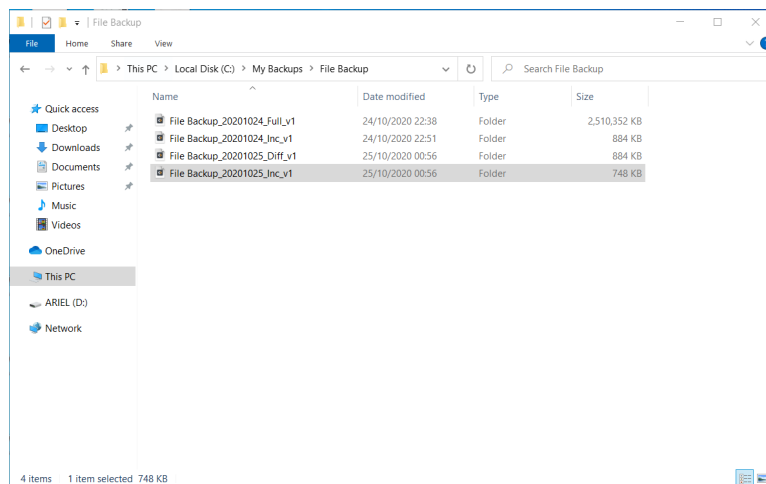 File Backup
File Home Share View
This PC > Local Disk (C:) > My Backups > File Backup Search File Backup
Name Date modified Type Size
Quick access
Desktop
Downloads
Documents
Pictures
Music
Videos
OneDrive
This PC
ARIEL (D:)
Network
File Backup_20201024_Full_v1 24/10/2020 22:38 Folder 2,510,352 KB
File Backup_20201024_Inc_v1 24/10/2020 22:51 Folder 884 KB
File Backup_20201025_Diff_v1 25/10/2020 00:56 Folder 884 KB
File Backup_20201025_Inc_v1 25/10/2020 00:56 Folder 748 KB
4 items 1 item selected 748 KB